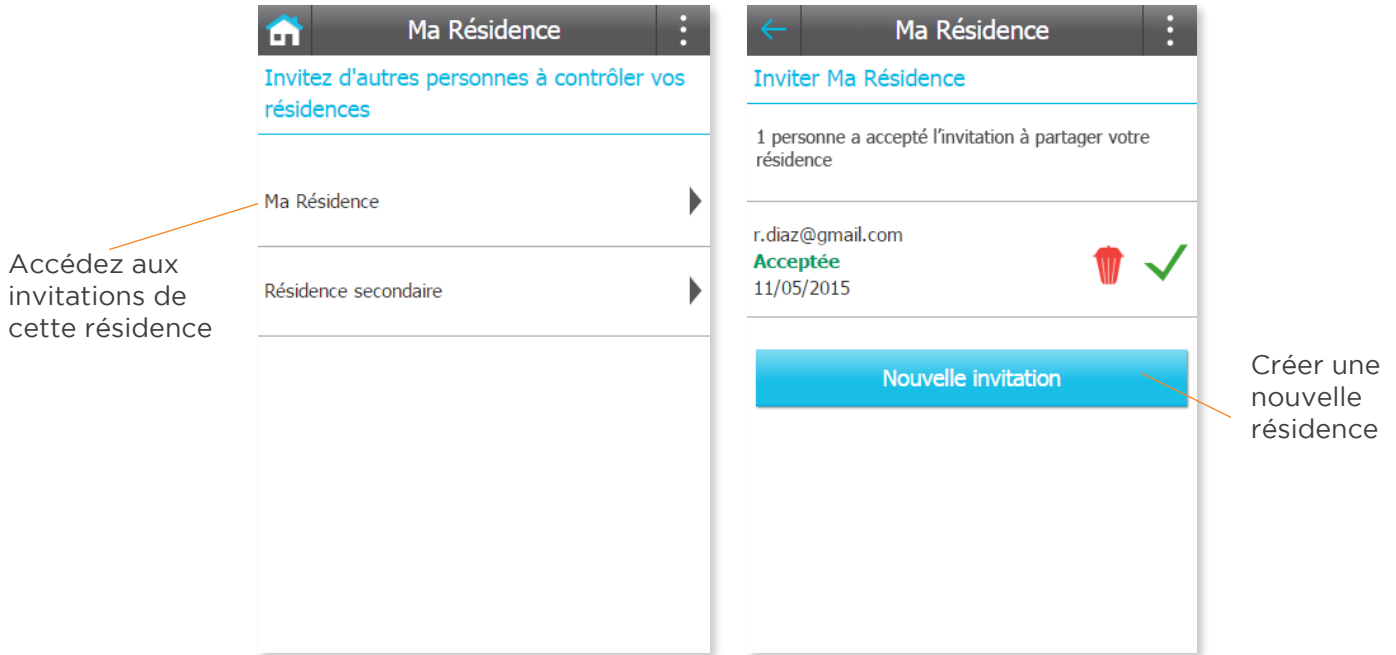 Ma Résidence
Invitez d'autres personnes à contrôler vos
résidences
Ma Résidence
Résidence secondaire
Accédez aux
invitations de
cette résidence
Ma Résidence
Inviter Ma Résidence
1 personne a accepté l'invitation à partager votre
résidence
r.diaz@gmail.com
Acceptée
11/05/2015
Nouvelle invitation
Créer une
nouvelle
résidence